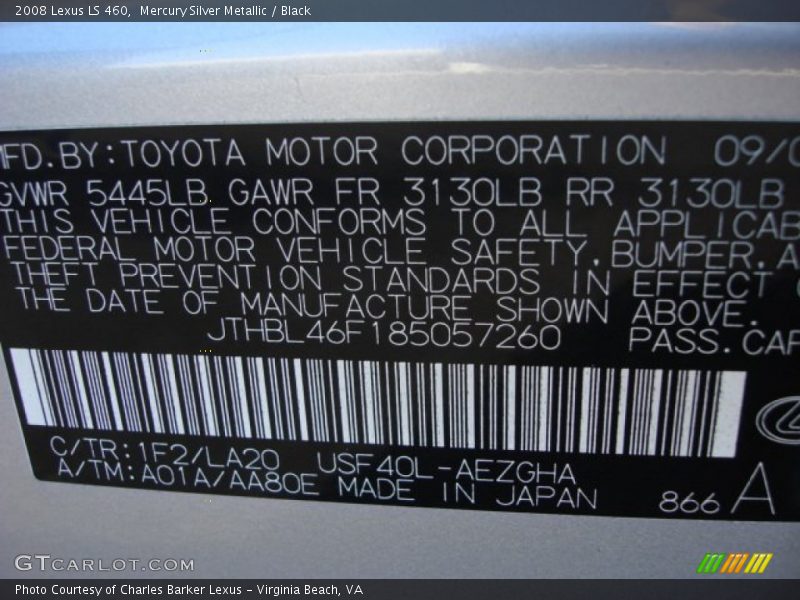 2008 Lexus LS 460, Mercury Silver Metallic / Black
MFD.BY:TOYOTA MOTOR CORPORATION 09/0
GVWR 5445LB GAWR FR 3130LB RR 3130LB
THIS VEHICLE CONFORMS TO ALL APPLICAB
FEDERAL MOTOR VEHICLE SAFETY,BUMPER,A
THEFT PREVENTION STANDARDS IN EFFECT
THE DATE OF MANUFACTURE SHOWN ABOVE.
JTHBL46F185057260 PASS.CAR
C/TR:1F2/LA20 USF40L-AEZGHA
A/TM:A01A/AA80E MADE IN JAPAN 866 A
GTCARLOT.COM
Photo Courtesy of Charles Barker Lexus - Virginia Beach, VA